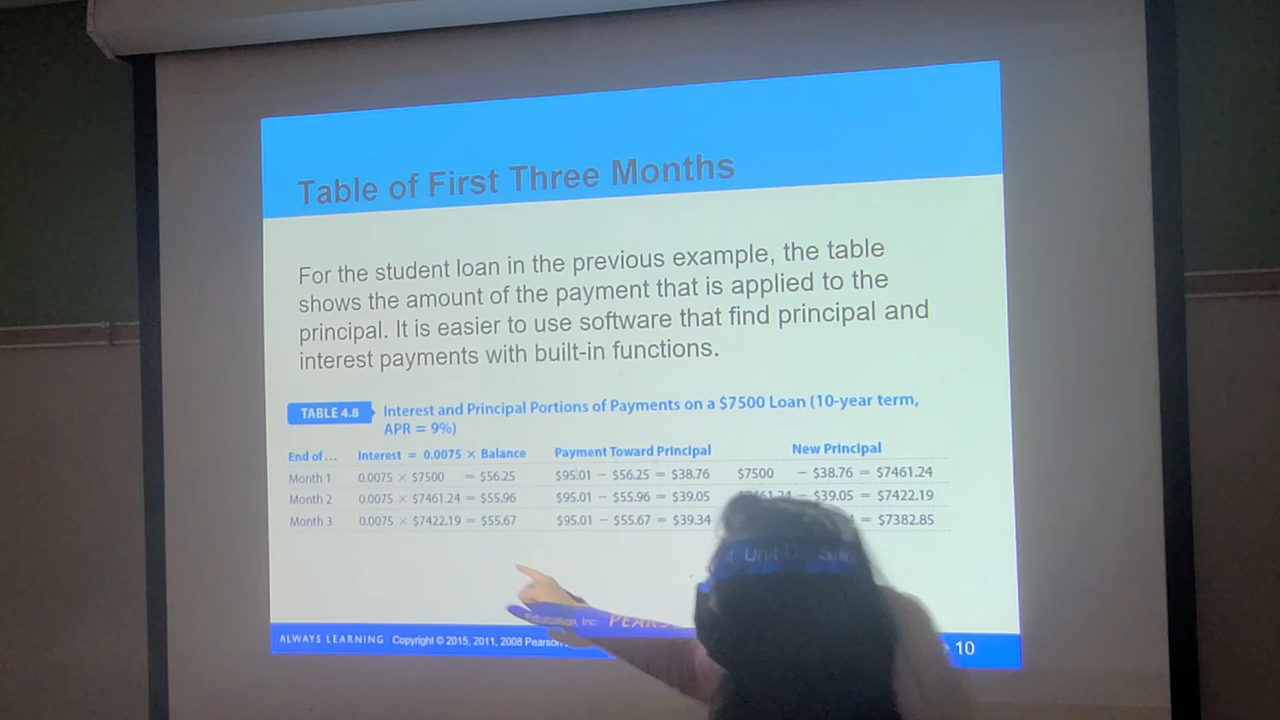 Table of First Three Months
For the student loan in the previous example, the table
shows the amount of the payment that is applied to the
principal. It is easier to use software that find principal and
interest payments with built-in functions.
TABLE 4.8 Interest and Principal Portions of Payments on a $7500 Loan (10-year term,
APR = 9%)
End of... Interest = 0.0075 × Balance Payment Toward Principal New Principal
Month 1 0.0075 × $7500 = $56.25 $95.01 − $56.25 = $38.76 $7500 − $38.76 = $7461.24
Month 2 0.0075 × $7461.24 = $55.96 $95.01 − $55.96 = $39.05 − $39.05 = $7422.19
Month 3 0.0075 × $7422.19 = $55.67 $95.01 − $55.67 = $39.34 = $7382.85
ALWAYS LEARNING Copyright © 2015, 2011, 2008 Pearson Inc. 10